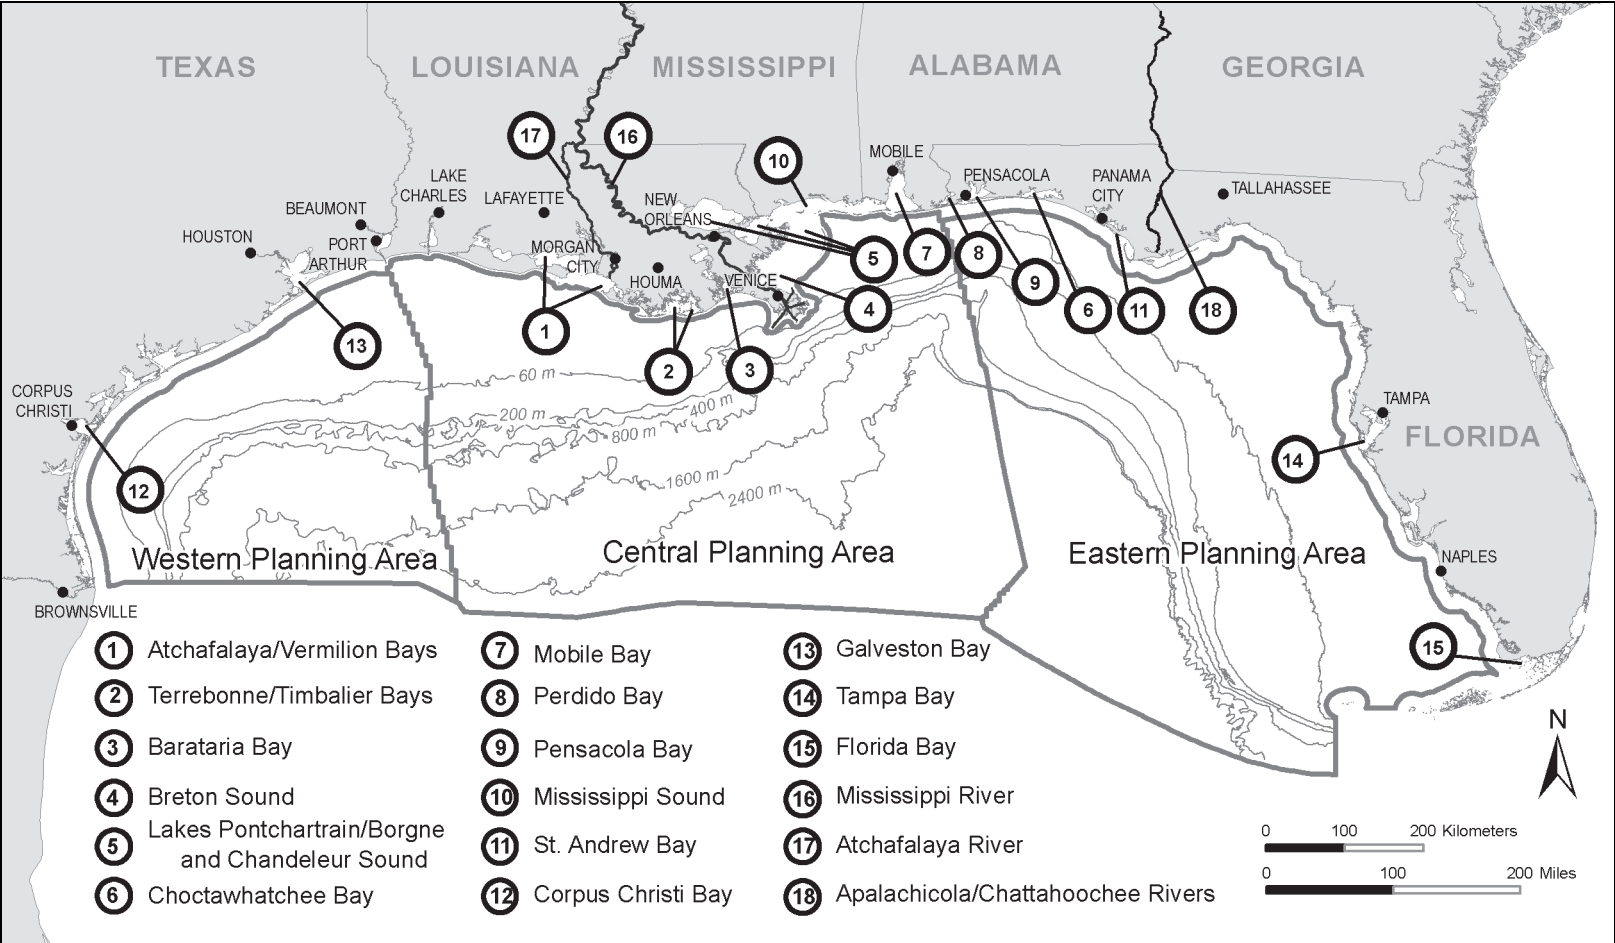 TEXAS
LOUISIANA
MISSISSIPPI
ALABAMA
GEORGIA
17
16
10
MOBILE
LAKE
CHARLES
LAFAYETTE
NEW
ORLEANS
PENSACOLA
PANAMA
CITY
TALLAHASSEE
BEAUMONT
HOUSTON
PORT
ARTHUR
MORGAN
CITY
HOUMA
VENICE
5
7
8
9
4
6
11
18
13
1
2
3
60 m
200 m
400 m
800 m
1600 m
2400 m
CORPUS
CHRISTI
12
TAMPA
FLORIDA
14
Western Planning Area
Central Planning Area
Eastern Planning Area
NAPLES
BROWNSVILLE
15
1 Atchafalaya/Vermilion Bays
2 Terrebonne/Timbalier Bays
3 Barataria Bay
4 Breton Sound
5 Lakes Pontchartrain/Borgne
and Chandeleur Sound
6 Choctawhatchee Bay
7 Mobile Bay
8 Perdido Bay
9 Pensacola Bay
10 Mississippi Sound
11 St. Andrew Bay
12 Corpus Christi Bay
13 Galveston Bay
14 Tampa Bay
15 Florida Bay
16 Mississippi River
17 Atchafalaya River
18 Apalachicola/Chattahoochee Rivers
N
0 100 200 Kilometers
0 100 200 Miles